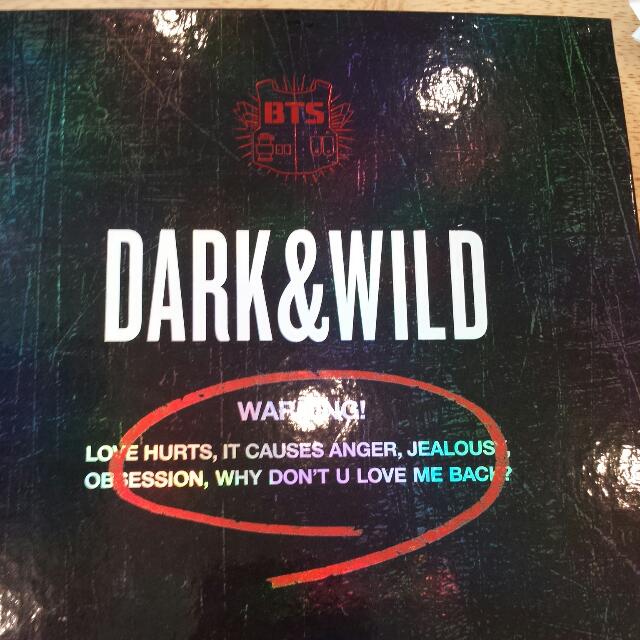 BTS
DARK&WILD
WARNING!
LOVE HURTS, IT CAUSES ANGER, JEALOUSY,
OBSESSION, WHY DON'T U LOVE ME BACK?